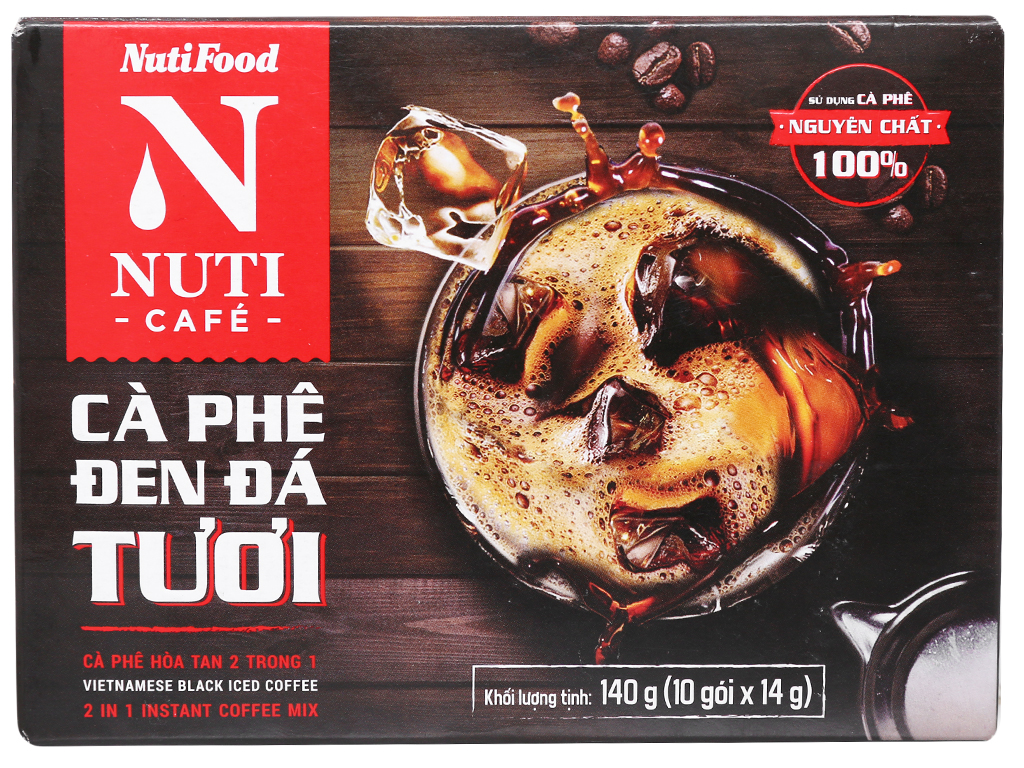 NutiFood
N
NUTI
- CAFÉ -
SỬ DỤNG CÀ PHÊ
· NGUYÊN CHẤT ·
100%
CÀ PHÊ
ĐEN ĐÁ
TƯƠI
CÀ PHÊ HÒA TAN 2 TRONG 1
VIETNAMESE BLACK ICED COFFEE
2 IN 1 INSTANT COFFEE MIX
Khối lượng tịnh: 140 g (10 gói x 14 g)